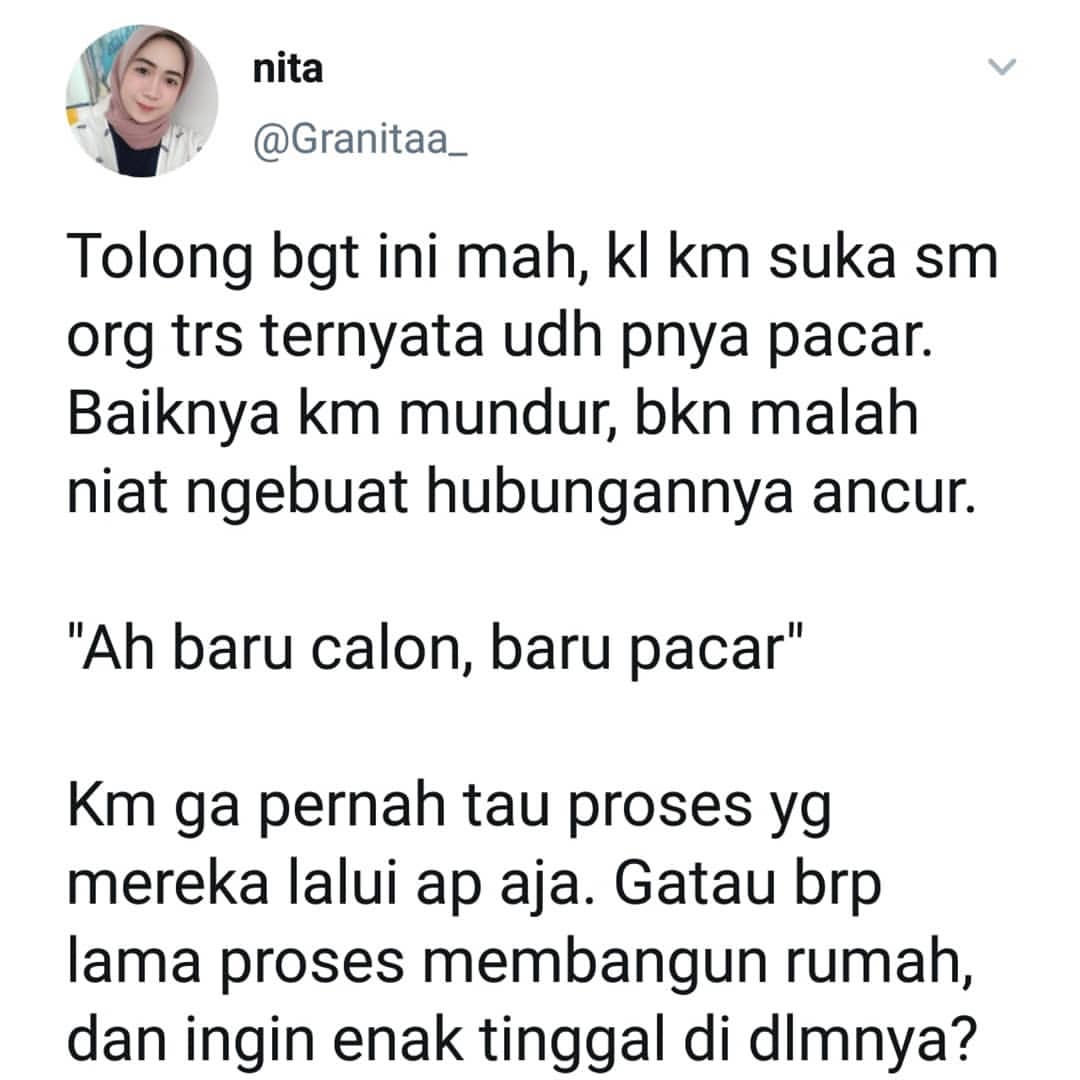 nita
@Granitaa_
Tolong bgt ini mah, kl km suka sm
org trs ternyata udh pnya pacar.
Baiknya km mundur, bkn malah
niat ngebuat hubungannya ancur.
"Ah baru calon, baru pacar"
Km ga pernah tau proses yg
mereka lalui ap aja. Gatau brp
lama proses membangun rumah,
dan ingin enak tinggal di dlmnya?